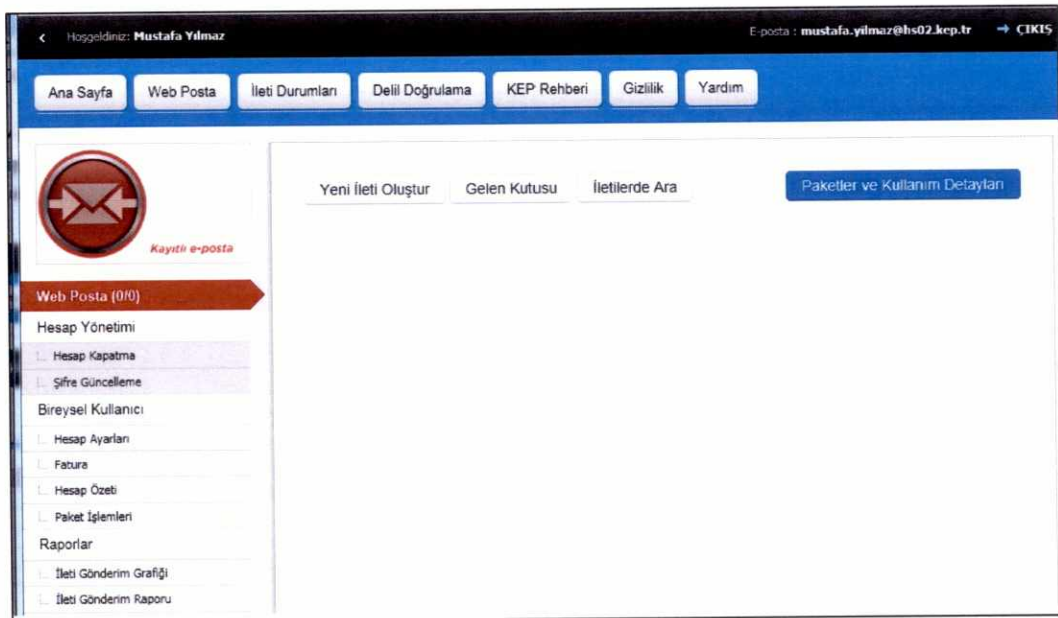 Hoşgeldiniz: Mustafa Yılmaz
E-posta : mustafa.yilmaz@hs02.kep.tr
ÇIKIŞ
Ana Sayfa
Web Posta
İleti Durumları
Delil Doğrulama
KEP Rehberi
Gizlilik
Yardım
Kayıtlı e-posta
Yeni İleti Oluştur
Gelen Kutusu
İletilerde Ara
Paketler ve Kullanım Detayları
Web Posta (0/0)
Hesap Yönetimi
Hesap Kapatma
Şifre Güncelleme
Bireysel Kullanıcı
Hesap Ayarları
Fatura
Hesap Özeti
Paket İşlemleri
Raporlar
İleti Gönderim Grafiği
İleti Gönderim Raporu